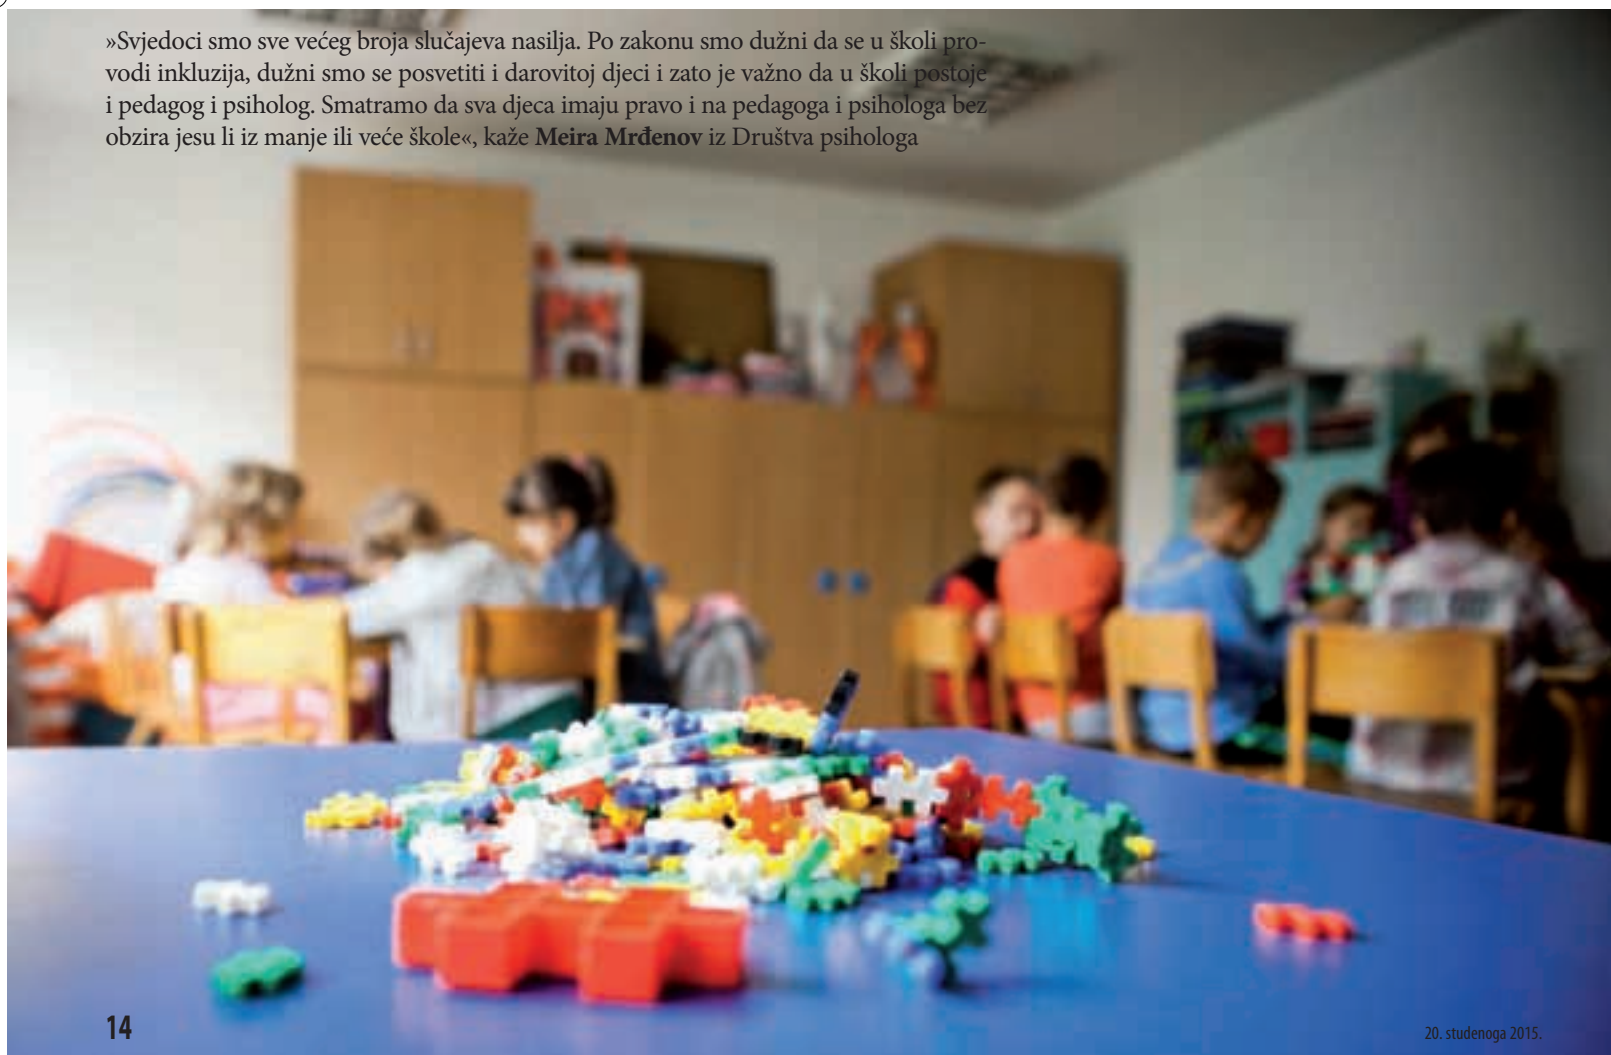 »Svjedoci smo sve većeg broja slučajeva nasilja. Po zakonu smo dužni da se u školi pro-
vodi inkluzija, dužni smo se posvetiti i darovitoj djeci i zato je važno da u školi postoje
i pedagog i psiholog. Smatramo da sva djeca imaju pravo i na pedagoga i psihologa bez
obzira jesu li iz manje ili veće škole«, kaže Meira Mrđenov iz Društva psihologa
14
20. studenoga 2015.